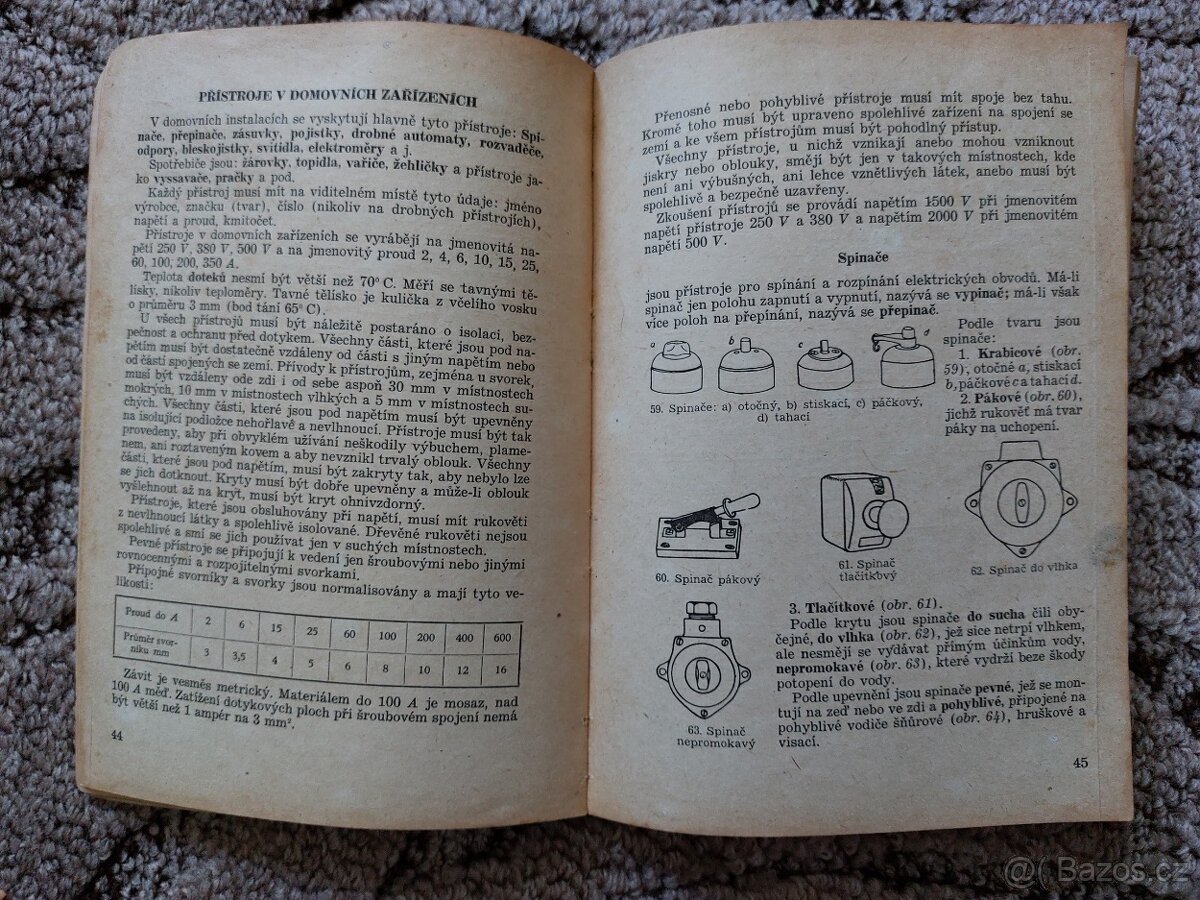 PŘÍSTROJE V DOMOVNÍCH ZAŘÍZENÍCH
V domovních instalacích se vyskytují hlavně tyto přístroje: Spí-
nače, přepinače, zásuvky, pojistky, drobné automaty, rozvaděče,
odpory, bleskojistky, svítidla, elektroměry a j.
Spotřebiče jsou: žárovky, topidla, vařiče, žehličky a přístroje ja-
ko vyssavače, pračky a pod.
Každý přístroj musí mít na viditelném místě tyto údaje: jméno
výrobce, značku (tvar), číslo (nikoliv na drobných přístrojích),
napětí a proud, kmitočet.
Přístroje v domovních zařízeních se vyrábějí na jmenovitá na-
pětí 250 V, 380 V, 500 V a na jmenovitý proud 2, 4, 6, 10, 15, 25,
60, 100, 200, 350 A.
Teplota doteků nesmí být větší než 70° C. Měří se tavnými tě-
lísky, nikoliv teploměry. Tavné tělísko je kulička z včelího vosku
o průměru 3 mm (bod tání 65° C).
U všech přístrojů musí být náležitě postaráno o isolaci, bez-
pečnost a ochranu před dotykem. Všechny části, které jsou pod na-
pětím musí být dostatečně vzdáleny od části s jiným napětím nebo
od části spojených se zemí. Přívody k přístrojům, zejména u svorek,
musí být vzdáleny ode zdi i od sebe aspoň 30 mm v místnostech
mokrých, 10 mm v místnostech vlhkých a 5 mm v místnostech su-
chých. Všechny části, které jsou pod napětím musí být upevněny
na isolující podložce nehořlavé a nevlhnoucí. Přístroje musí být tak
provedeny, aby při obvyklém užívání neškodily výbuchem, plame-
nem, ani roztaveným kovem a aby nevznikl trvalý oblouk. Všechny
části, které jsou pod napětím, musí být zakryty tak, aby nebylo lze
se jich dotknout. Kryty musí být dobře upevněny a může-li oblouk
vyšlehnout až na kryt, musí být kryt ohnivzdorný.
Přístroje, které jsou obsluhovány při napětí, musí mít rukověti
z nevlhnoucí látky a spolehlivě isolované. Dřevěné rukověti nejsou
spolehlivé a smí se jich používat jen v suchých místnostech.
Pevné přístroje se připojují k vedení jen šroubovými nebo jinými
rovnocennými a rozpojitelnými svorkami.
Přípojné svorníky a svorky jsou normalisovány a mají tyto ve-
likosti:
Proud do A 2 6 15 25 60 100 200 400 600
Průměr svor-
níku mm 3 3,5 4 5 6 8 10 12 16
Závit je vesměs metrický. Materiálem do 100 A je mosaz, nad
100 A měď. Zatížení dotykových ploch při šroubovém spojení nemá
být větší než 1 ampér na 3 mm².
44
Přenosné nebo pohyblivé přístroje musí mít spoje bez tahu.
Kromě toho musí být upraveno spolehlivé zařízení na spojení se
zemí a ke všem přístrojům musí být pohodlný přístup.
Všechny přístroje, u nichž vznikají anebo mohou vzniknout
jiskry nebo oblouky, smějí být jen v takových místnostech, kde
není ani výbušných, ani lehce vznětlivých látek, anebo musí být
spolehlivě a bezpečně uzavřeny.
Zkoušení přístrojů se provádí napětím 1500 V při jmenovitém
napětí přístroje 250 V a 380 V a napětím 2000 V při jmenovitém
napětí 500 V.
Spinače
jsou přístroje pro spínání a rozpínání elektrických obvodů. Má-li
spinač jen polohu zapnutí a vypnutí, nazývá se vypinač; má-li však
více poloh na přepínání, nazývá se přepinač.
Podle tvaru jsou
spinače:
1. Krabicové (obr.
59), otočné a, stiskací
b, páčkové c a tahací d.
2. Pákové (obr. 60),
jichž rukověť má tvar
páky na uchopení.
a b c d
59. Spinače: a) otočný, b) stiskací, c) páčkový,
d) tahací
60. Spinač pákový
61. Spinač
tlačítkový
62. Spinač do vlhka
63. Spinač
nepromokavý
3. Tlačítkové (obr. 61).
Podle krytu jsou spinače do sucha čili oby-
čejné, do vlhka (obr. 62), jež sice netrpí vlhkem,
ale nesmějí se vydávat přímým účinkům vody,
nepromokavé (obr. 63), které vydrží beze škody
potopení do vody.
Podle upevnění jsou spinače pevné, jež se mon-
tují na zeď nebo ve zdi a pohyblivé, připojené na
pohyblivé vodiče šňůrové (obr. 64), hruškové a
visací.
45
@( Bazos.cz